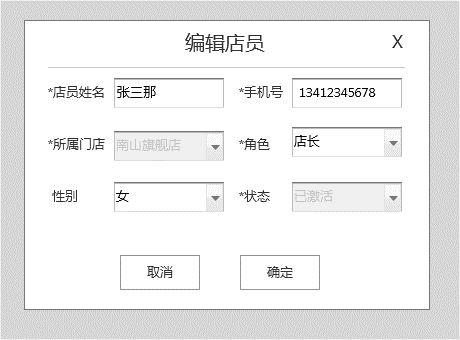 编辑店员 X
*店员姓名 张三那 *手机号 13412345678
*所属门店 南山旗舰店 *角色 店长
性别 女 *状态 已激活
取消 确定